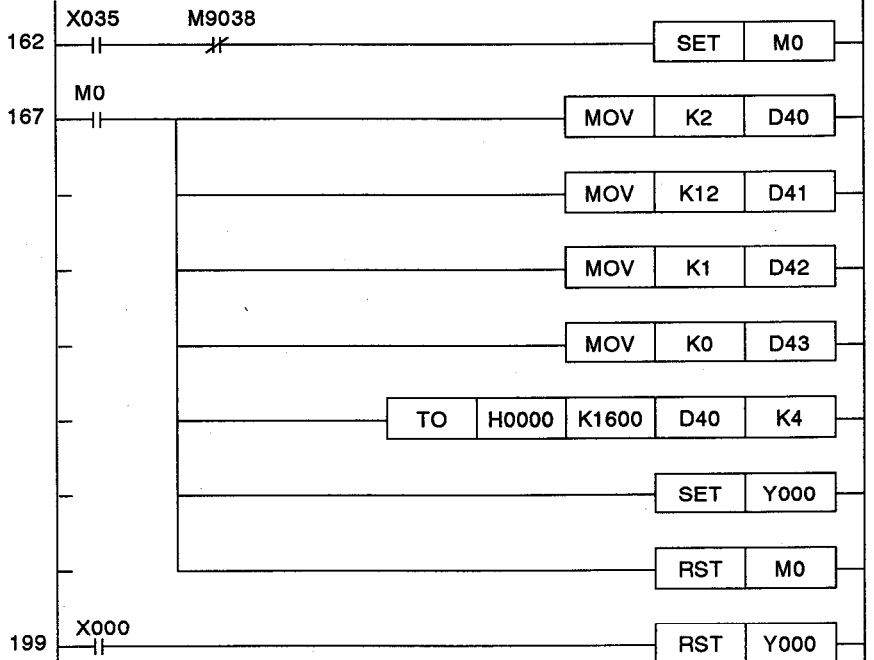 X035 M9038
162 SET M0
M0
167 MOV K2 D40
MOV K12 D41
MOV K1 D42
MOV K0 D43
TO H0000 K1600 D40 K4
SET Y000
RST M0
X000
199 RST Y000